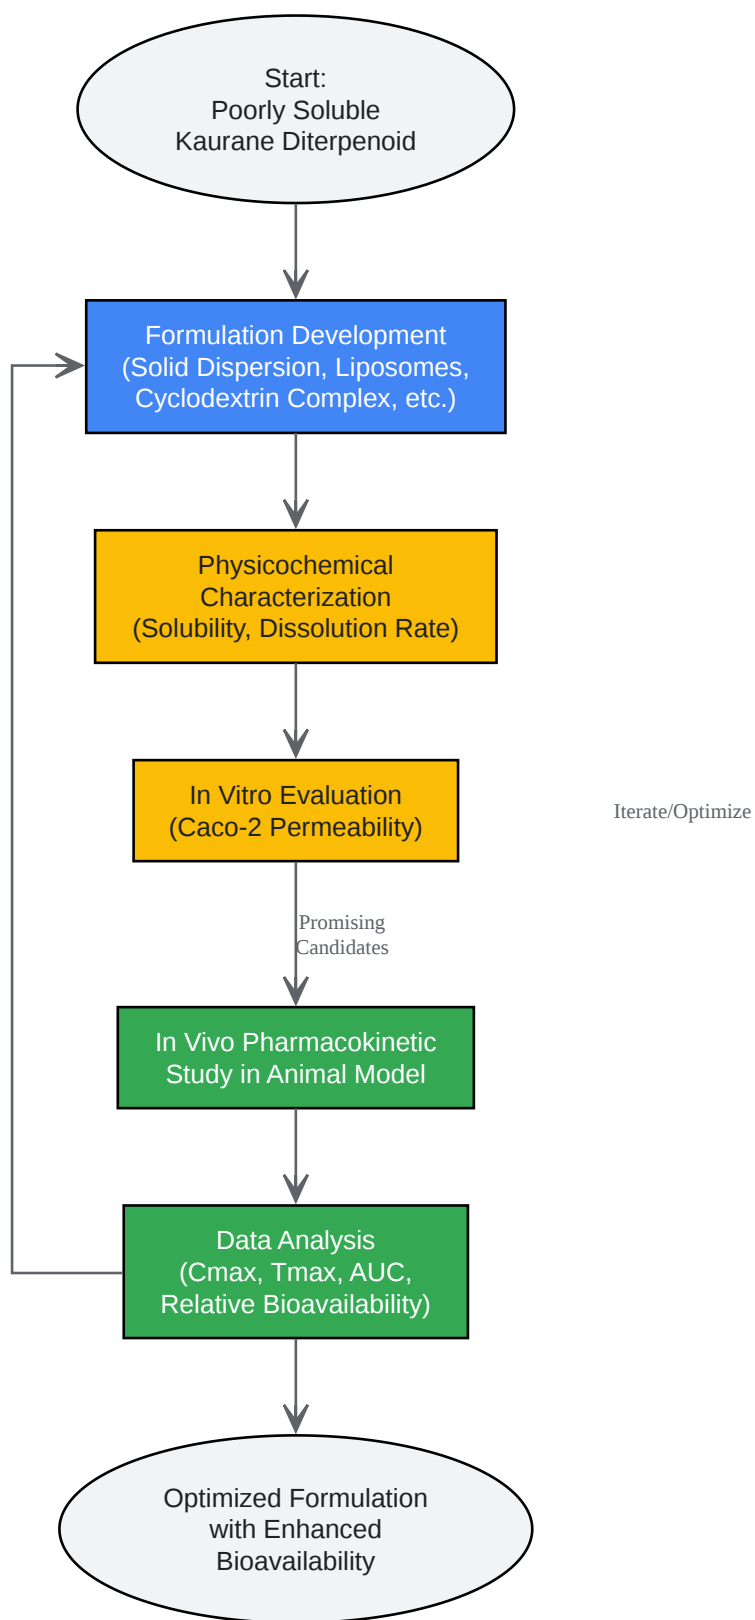 Start:
Poorly Soluble
Kaurane Diterpenoid
Formulation Development
(Solid Dispersion, Liposomes,
Cyclodextrin Complex, etc.)
Physicochemical
Characterization
(Solubility, Dissolution Rate)
In Vitro Evaluation
(Caco-2 Permeability)
Iterate/Optimize
Promising
Candidates
In Vivo Pharmacokinetic
Study in Animal Model
Data Analysis
(Cmax, Tmax, AUC,
Relative Bioavailability)
Optimized Formulation
with Enhanced
Bioavailability